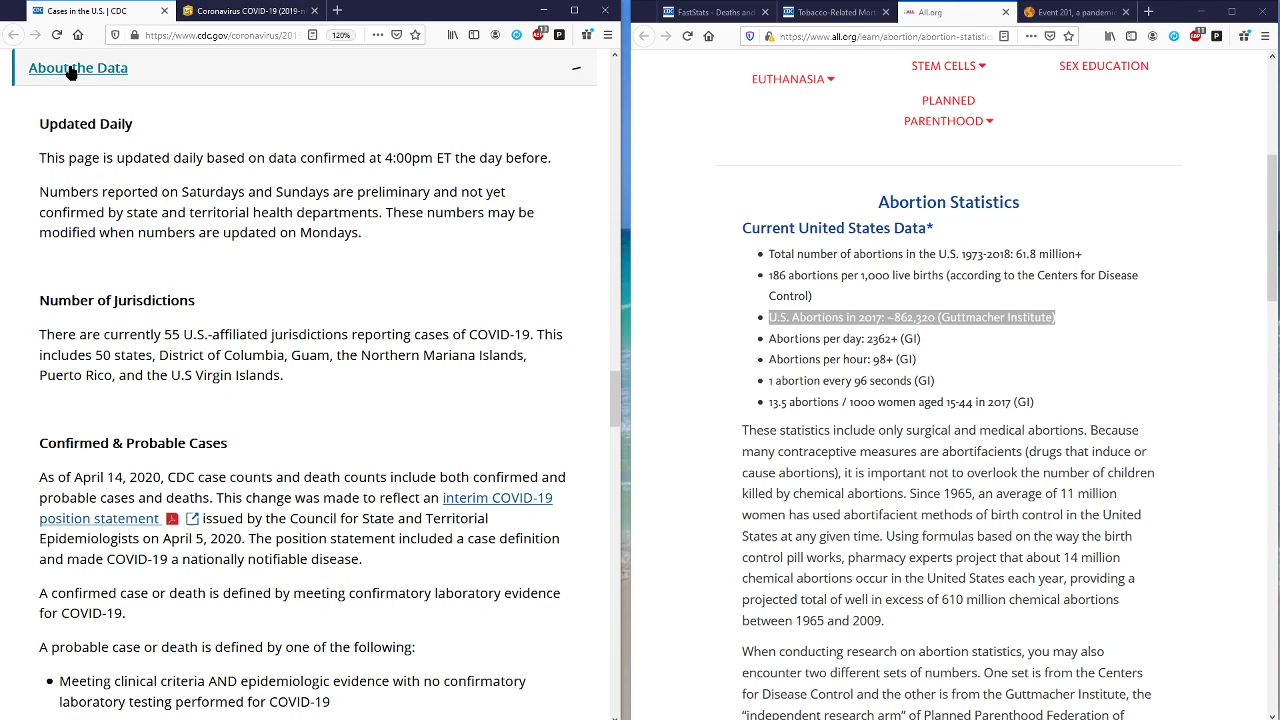 Cases in the U.S. | CDC
Coronavirus COVID-19 (2019-n
https://www.cdc.gov/coronavirus/2019
120%
About the Data
Updated Daily
This page is updated daily based on data confirmed at 4:00pm ET the day before.
Numbers reported on Saturdays and Sundays are preliminary and not yet
confirmed by state and territorial health departments. These numbers may be
modified when numbers are updated on Mondays.
Number of Jurisdictions
There are currently 55 U.S.-affiliated jurisdictions reporting cases of COVID-19. This
includes 50 states, District of Columbia, Guam, the Northern Mariana Islands,
Puerto Rico, and the U.S Virgin Islands.
Confirmed & Probable Cases
As of April 14, 2020, CDC case counts and death counts include both confirmed and
probable cases and deaths. This change was made to reflect an interim COVID-19
position statement issued by the Council for State and Territorial
Epidemiologists on April 5, 2020. The position statement included a case definition
and made COVID-19 a nationally notifiable disease.
A confirmed case or death is defined by meeting confirmatory laboratory evidence
for COVID-19.
A probable case or death is defined by one of the following:
Meeting clinical criteria AND epidemiologic evidence with no confirmatory
laboratory testing performed for COVID-19
FastStats - Deaths and
Tobacco-Related Mort
All.org
Event 201, a pandemic
https://www.all.org/learn/abortion/abortion-statistic
EUTHANASIA
STEM CELLS
SEX EDUCATION
PLANNED
PARENTHOOD
Abortion Statistics
Current United States Data*
Total number of abortions in the U.S. 1973-2018: 61.8 million+
186 abortions per 1,000 live births (according to the Centers for Disease
Control)
U.S. Abortions in 2017: ~862,320 (Guttmacher Institute)
Abortions per day: 2362+ (GI)
Abortions per hour: 98+ (GI)
1 abortion every 96 seconds (GI)
13.5 abortions / 1000 women aged 15-44 in 2017 (GI)
These statistics include only surgical and medical abortions. Because
many contraceptive measures are abortifacients (drugs that induce or
cause abortions), it is important not to overlook the number of children
killed by chemical abortions. Since 1965, an average of 11 million
women has used abortifacient methods of birth control in the United
States at any given time. Using formulas based on the way the birth
control pill works, pharmacy experts project that about 14 million
chemical abortions occur in the United States each year, providing a
projected total of well in excess of 610 million chemical abortions
between 1965 and 2009.
When conducting research on abortion statistics, you may also
encounter two different sets of numbers. One set is from the Centers
for Disease Control and the other is from the Guttmacher Institute, the
"independent research arm" of Planned Parenthood Federation of